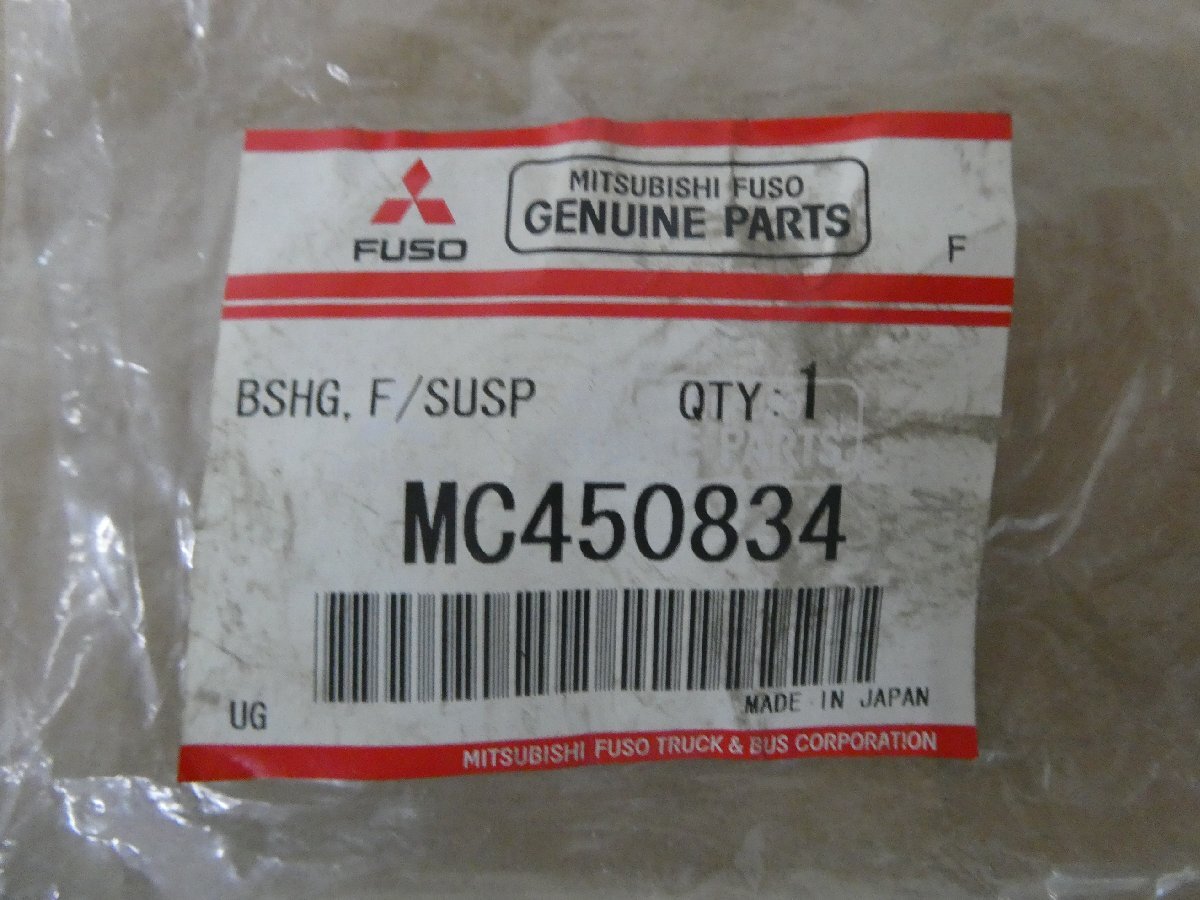 MITSUBISHI FUSO
GENUINE PARTS
FUSO
F
BSHG, F/SUSP QTY: 1
PARTS
MC450834
UG
MADE IN JAPAN
MITSUBISHI FUSO TRUCK & BUS CORPORATION